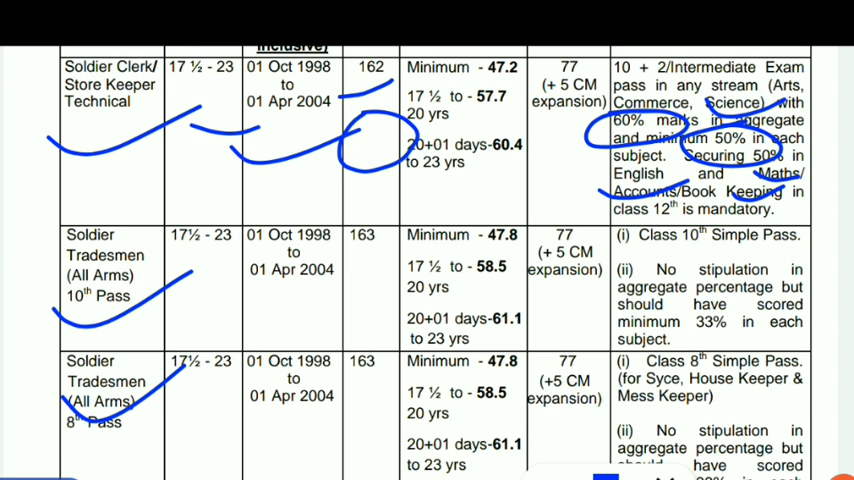 inclusive)
Soldier Clerk/
Store Keeper
Technical
17 ½ - 23
01 Oct 1998
to
01 Apr 2004
162
Minimum - 47.2
17 ½ to - 57.7
20 yrs
20+01 days-60.4
to 23 yrs
77
(+ 5 CM
expansion)
10 + 2/Intermediate Exam
pass in any stream (Arts,
Commerce, Science) with
60% marks in aggregate
and minimum 50% in each
subject. Securing 50% in
English and Maths/
Accounts/Book Keeping in
class 12th is mandatory.
Soldier
Tradesmen
(All Arms)
10th Pass
17½ - 23
01 Oct 1998
to
01 Apr 2004
163
Minimum - 47.8
17 ½ to - 58.5
20 yrs
20+01 days-61.1
to 23 yrs
77
(+ 5 CM
expansion)
(i) Class 10th Simple Pass.
(ii) No stipulation in
aggregate percentage but
should have scored
minimum 33% in each
subject.
Soldier
Tradesmen
(All Arms)
8th Pass
17½ - 23
01 Oct 1998
to
01 Apr 2004
163
Minimum - 47.8
17 ½ to - 58.5
20 yrs
20+01 days-61.1
to 23 yrs
77
(+5 CM
expansion)
(i) Class 8th Simple Pass.
(for Syce, House Keeper &
Mess Keeper)
(ii) No stipulation in
aggregate percentage but
should have scored